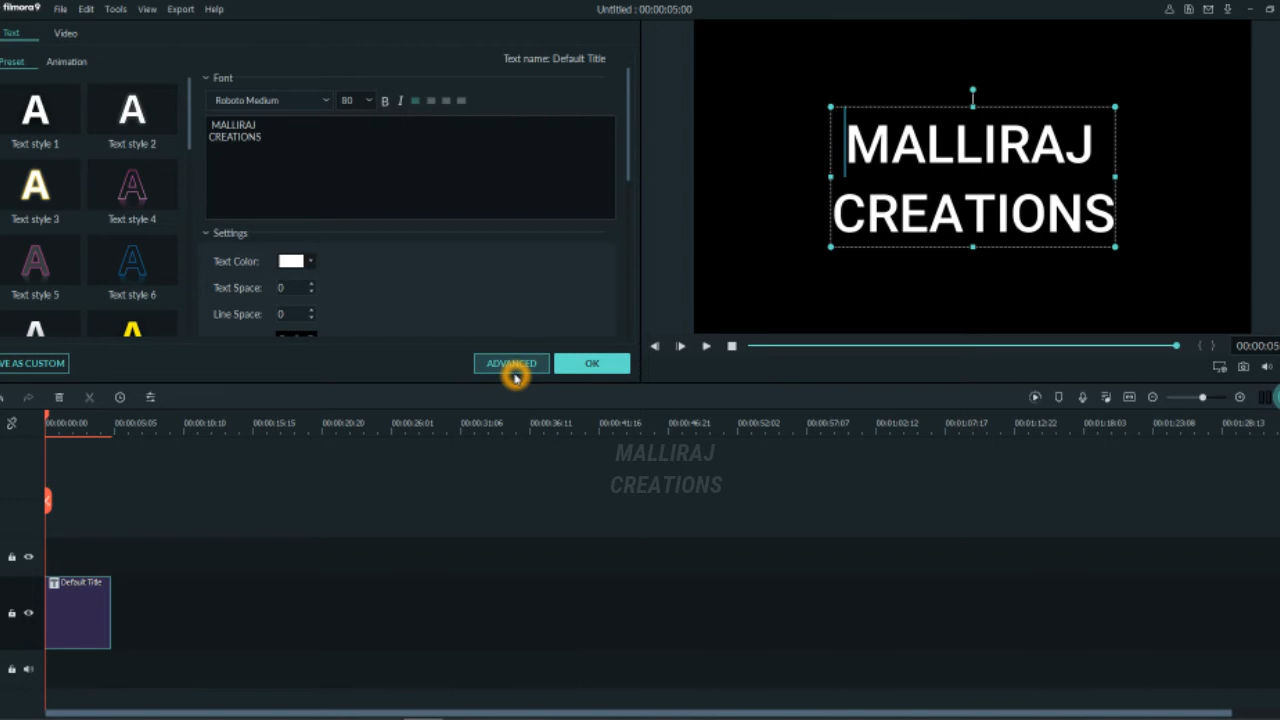 filmora9 File Edit Tools View Export Help Untitled : 00:00:05:00
Text Video
Preset Animation
Text name: Default Title
Font
Roboto Medium 80 B I
MALLIRAJ
CREATIONS
A A
Text style 1 Text style 2
A A
Text style 3 Text style 4
A A
Text style 5 Text style 6
Settings
Text Color:
Text Space: 0
Line Space: 0
VE AS CUSTOM ADVANCED OK
MALLIRAJ
CREATIONS
{ } 00:00:05
00:00:00:00 00:00:05:05 00:00:10:10 00:00:15:15 00:00:20:20 00:00:26:01 00:00:31:06 00:00:36:11 00:00:41:16 00:00:46:21 00:00:52:02 00:00:57:07 00:01:02:12 00:01:07:17 00:01:12:22 00:01:18:03 00:01:23:08 00:01:28:13
MALLIRAJ
CREATIONS
T Default Title